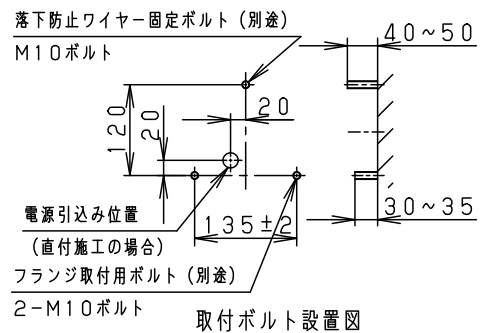 落下防止ワイヤー固定ボルト（別途）
M10ボルト
40~50
120
20
20
30~35
電源引込み位置
（直付施工の場合）
135±2
フランジ取付用ボルト（別途）
2-M10ボルト
取付ボルト設置図